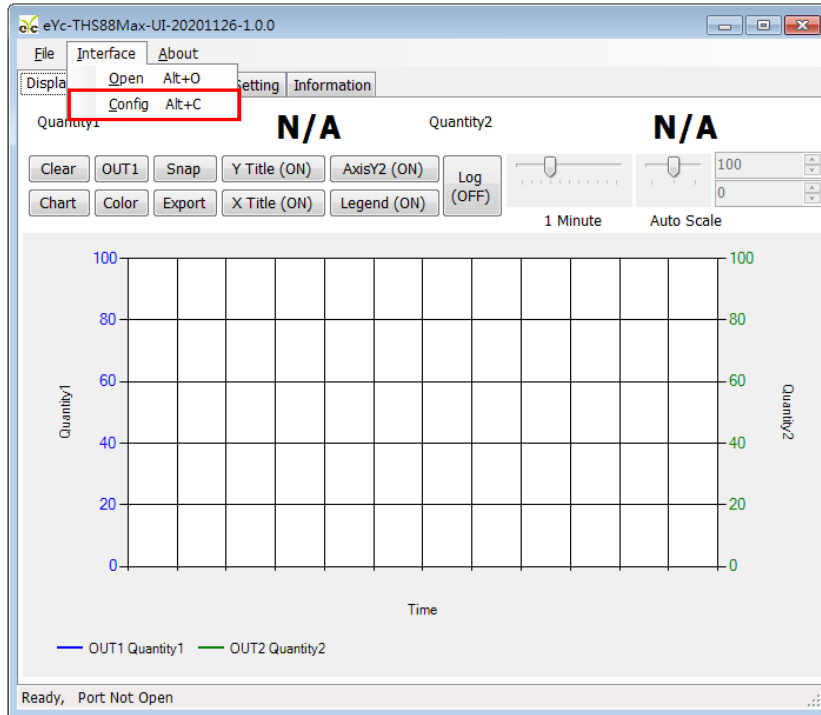 eYc eYc-THS88Max-UI-20201126-1.0.0
File Interface About
Open Alt+O
Config Alt+C
Displa
Setting Information
Quantity1 N/A Quantity2 N/A
Clear OUT1 Snap Y Title (ON) AxisY2 (ON) Log (OFF) 100
Chart Color Export X Title (ON) Legend (ON) 0
1 Minute Auto Scale
100 100
80 80
60 60
40 40
20 20
0 0
Quantity1
Quantity2
Time
OUT1 Quantity1 OUT2 Quantity2
Ready, Port Not Open